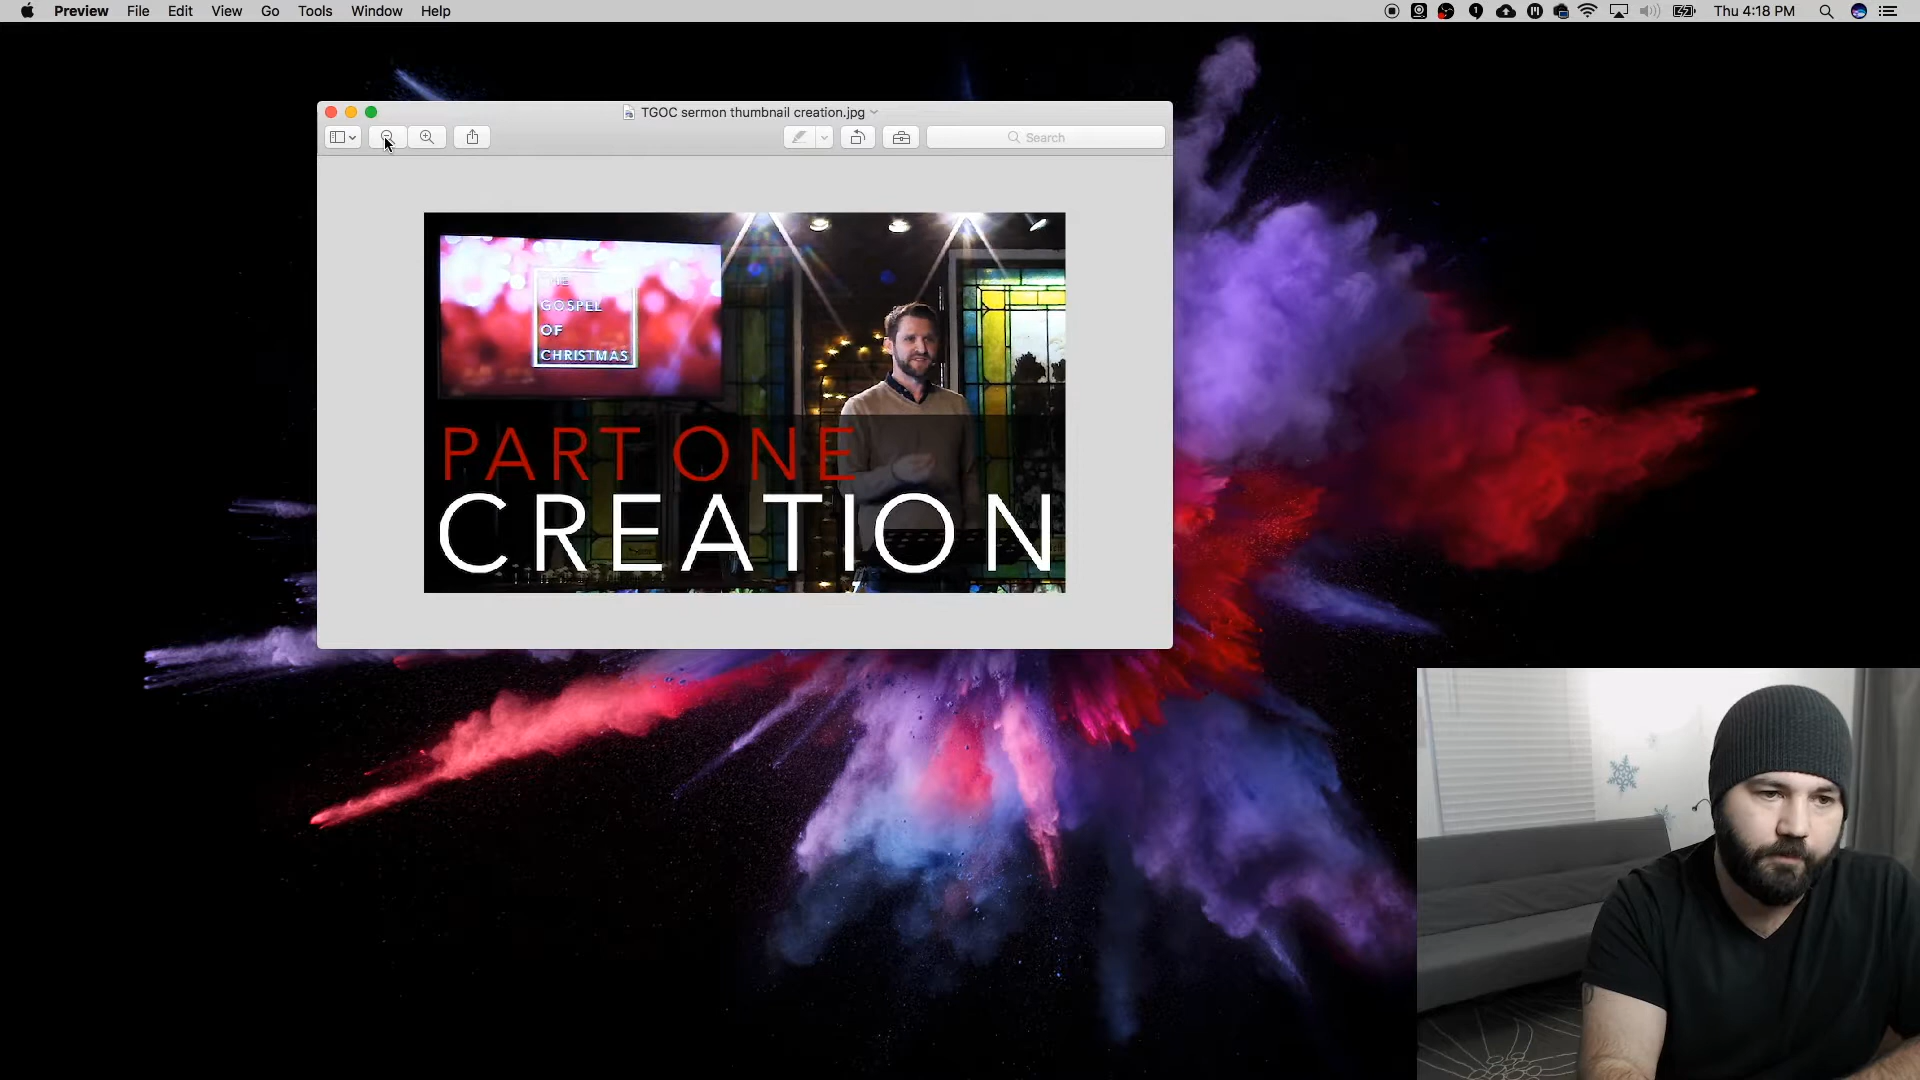 Preview File Edit View Go Tools Window Help
Thu 4:18 PM
TGOC sermon thumbnail creation.jpg
Search
THE
GOSPEL
OF
CHRISTMAS
PART ONE
CREATION